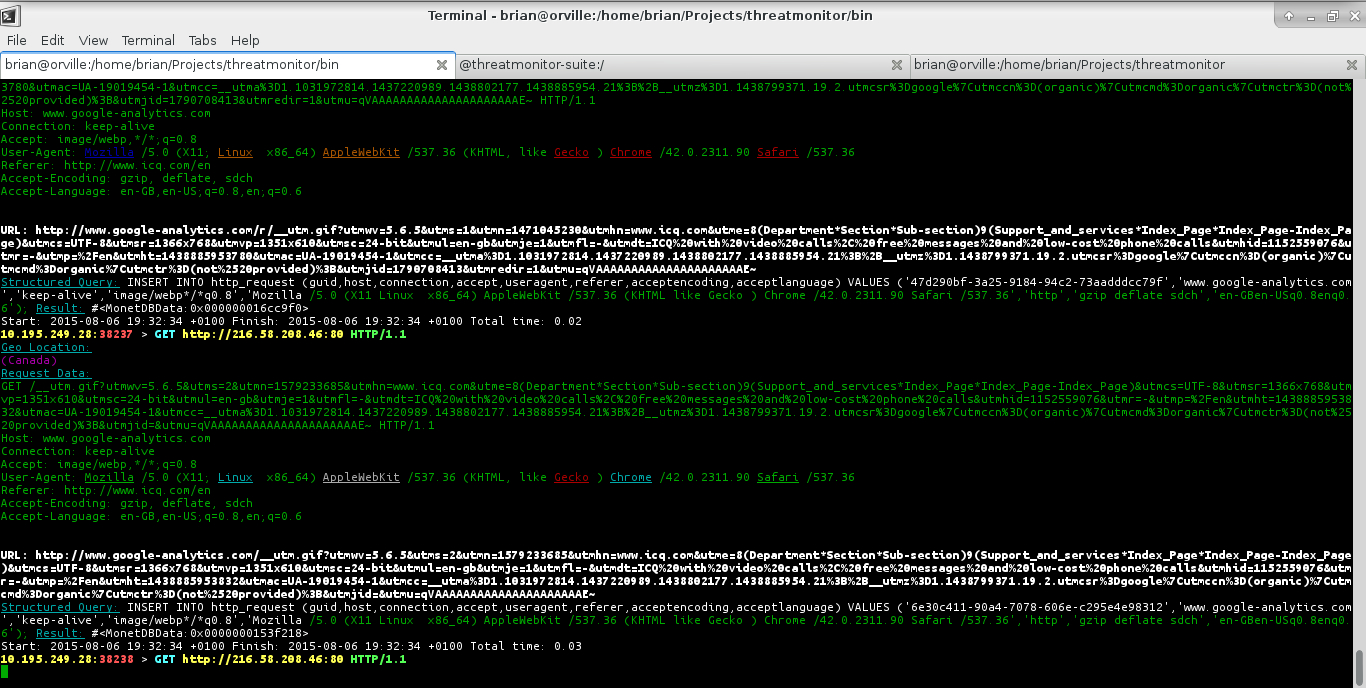 Terminal - brian@orville:/home/brian/Projects/threatmonitor/bin
File Edit View Terminal Tabs Help
brian@orville:/home/brian/Projects/threatmonitor/bin
@threatmonitor-suite:/
brian@orville:/home/brian/Projects/threatmonitor
3780&utmac=UA-19019454-1&utmcc=__utma%3D1.1031972814.1437220989.1438802177.1438885954.21%3B%2B__utmz%3D1.1438799371.19.2.utmcsr%3Dgoogle%7Cutmccn%3D(organic)%7Cutmcmd%3Dorganic%7Cutmctr%3D(not%
2520provided)%3B&utmjid=1790708413&utmredir=1&utmu=qVAAAAAAAAAAAAAAAAAAAAE~ HTTP/1.1
Host: www.google-analytics.com
Connection: keep-alive
Accept: image/webp,*/*;q=0.8
User-Agent: Mozilla /5.0 (X11; Linux  x86_64) AppleWebKit /537.36 (KHTML, like Gecko ) Chrome /42.0.2311.90 Safari /537.36
Referer: http://www.icq.com/en
Accept-Encoding: gzip, deflate, sdch
Accept-Language: en-GB,en-US;q=0.8,en;q=0.6
URL: http://www.google-analytics.com/r/__utm.gif?utmwv=5.6.5&utms=1&utmn=1471045230&utmhn=www.icq.com&utme=8(Department*Section*Sub-section)9(Support_and_services*Index_Page*Index_Page-Index_Pa
ge)&utmcs=UTF-8&utmsr=1366x768&utmvp=1351x610&utmsc=24-bit&utmul=en-gb&utmje=1&utmfl=-&utmdt=ICQ%20with%20video%20calls%2C%20free%20messages%20and%20low-cost%20phone%20calls&utmhid=1152559076&u
tmr=-&utmp=%2Fen&utmht=1438885953780&utmac=UA-19019454-1&utmcc=__utma%3D1.1031972814.1437220989.1438802177.1438885954.21%3B%2B__utmz%3D1.1438799371.19.2.utmcsr%3Dgoogle%7Cutmccn%3D(organic)%7C
utmcmd%3Dorganic%7Cutmctr%3D(not%2520provided)%3B&utmjid=1790708413&utmredir=1&utmu=qVAAAAAAAAAAAAAAAAAAAAE~
Structured Query: INSERT INTO http_request (guid,host,connection,accept,useragent,referer,acceptencoding,acceptlanguage) VALUES ('47d290bf-3a25-9184-94c2-73aadddcc79f','www.google-analytics.com
','keep-alive','image/webp*/*q0.8','Mozilla /5.0 (X11 Linux  x86_64) AppleWebKit /537.36 (KHTML like Gecko ) Chrome /42.0.2311.90 Safari /537.36','http','gzip deflate sdch','en-GBen-USq0.8enq0.
6'); Result: #<MonetDBData:0x000000016cc9f0>
Start: 2015-08-06 19:32:34 +0100 Finish: 2015-08-06 19:32:34 +0100 Total time: 0.02
10.195.249.28:38237 > GET http://216.58.208.46:80 HTTP/1.1
Geo Location:
(Canada)
Request Data:
GET /__utm.gif?utmwv=5.6.5&utms=2&utmn=1579233685&utmhn=www.icq.com&utme=8(Department*Section*Sub-section)9(Support_and_services*Index_Page*Index_Page-Index_Page)&utmcs=UTF-8&utmsr=1366x768&utm
vp=1351x610&utmsc=24-bit&utmul=en-gb&utmje=1&utmfl=-&utmdt=ICQ%20with%20video%20calls%2C%20free%20messages%20and%20low-cost%20phone%20calls&utmhid=1152559076&utmr=-&utmp=%2Fen&utmht=14388859538
32&utmac=UA-19019454-1&utmcc=__utma%3D1.1031972814.1437220989.1438802177.1438885954.21%3B%2B__utmz%3D1.1438799371.19.2.utmcsr%3Dgoogle%7Cutmccn%3D(organic)%7Cutmcmd%3Dorganic%7Cutmctr%3D(not%25
20provided)%3B&utmjid=&utmu=qVAAAAAAAAAAAAAAAAAAAAE~ HTTP/1.1
Host: www.google-analytics.com
Connection: keep-alive
Accept: image/webp,*/*;q=0.8
User-Agent: Mozilla /5.0 (X11; Linux  x86_64) AppleWebKit /537.36 (KHTML, like Gecko ) Chrome /42.0.2311.90 Safari /537.36
Referer: http://www.icq.com/en
Accept-Encoding: gzip, deflate, sdch
Accept-Language: en-GB,en-US;q=0.8,en;q=0.6
URL: http://www.google-analytics.com/__utm.gif?utmwv=5.6.5&utms=2&utmn=1579233685&utmhn=www.icq.com&utme=8(Department*Section*Sub-section)9(Support_and_services*Index_Page*Index_Page-Index_Page
)&utmcs=UTF-8&utmsr=1366x768&utmvp=1351x610&utmsc=24-bit&utmul=en-gb&utmje=1&utmfl=-&utmdt=ICQ%20with%20video%20calls%2C%20free%20messages%20and%20low-cost%20phone%20calls&utmhid=1152559076&utm
r=-&utmp=%2Fen&utmht=1438885953832&utmac=UA-19019454-1&utmcc=__utma%3D1.1031972814.1437220989.1438802177.1438885954.21%3B%2B__utmz%3D1.1438799371.19.2.utmcsr%3Dgoogle%7Cutmccn%3D(organic)%7Cut
mcmd%3Dorganic%7Cutmctr%3D(not%2520provided)%3B&utmjid=&utmu=qVAAAAAAAAAAAAAAAAAAAAE~
Structured Query: INSERT INTO http_request (guid,host,connection,accept,useragent,referer,acceptencoding,acceptlanguage) VALUES ('6e30c411-90a4-7078-606e-c295e4e98312','www.google-analytics.com
','keep-alive','image/webp*/*q0.8','Mozilla /5.0 (X11 Linux  x86_64) AppleWebKit /537.36 (KHTML like Gecko ) Chrome /42.0.2311.90 Safari /537.36','http','gzip deflate sdch','en-GBen-USq0.8enq0.
6'); Result: #<MonetDBData:0x0000000153f218>
Start: 2015-08-06 19:32:34 +0100 Finish: 2015-08-06 19:32:34 +0100 Total time: 0.03
10.195.249.28:38238 > GET http://216.58.208.46:80 HTTP/1.1